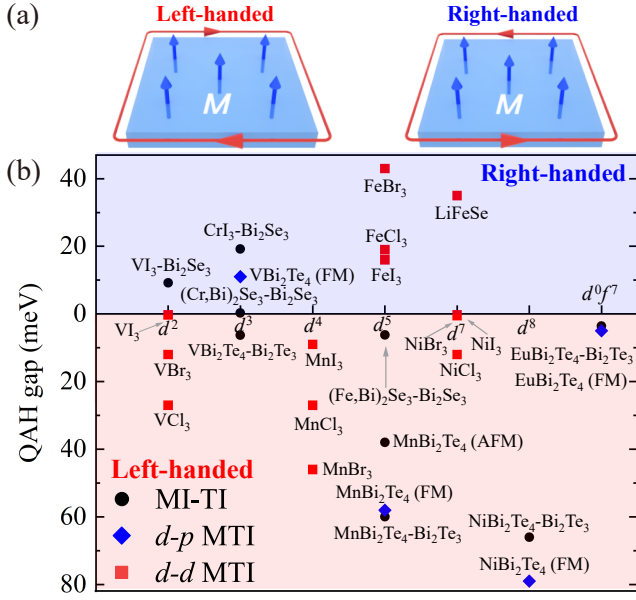 (a)
Left-handed
Right-handed
M
M
(b)
Right-handed
QAH gap (meV)
40
20
0
20
40
60
80
FeBr₃
LiFeSe
CrI₃-Bi₂Se₃
FeCl₃
VI₃-Bi₂Se₃
VBi₂Te₄ (FM)
FeI₃
(Cr,Bi)₂Se₃-Bi₂Se₃
d⁰f⁷
VI₃
d²
d³
d⁴
d⁵
NiBr₃
d⁷
NiI₃
d⁸
VBi₂Te₄-Bi₂Te₃
MnI₃
EuBi₂Te₄-Bi₂Te₃
VBr₃
NiCl₃
EuBi₂Te₄ (FM)
(Fe,Bi)₂Se₃-Bi₂Se₃
VCl₃
MnCl₃
MnBi₂Te₄ (AFM)
Left-handed
MnBr₃
MI-TI
MnBi₂Te₄ (FM)
NiBi₂Te₄-Bi₂Te₃
d-p MTI
MnBi₂Te₄-Bi₂Te₃
d-d MTI
NiBi₂Te₄ (FM)